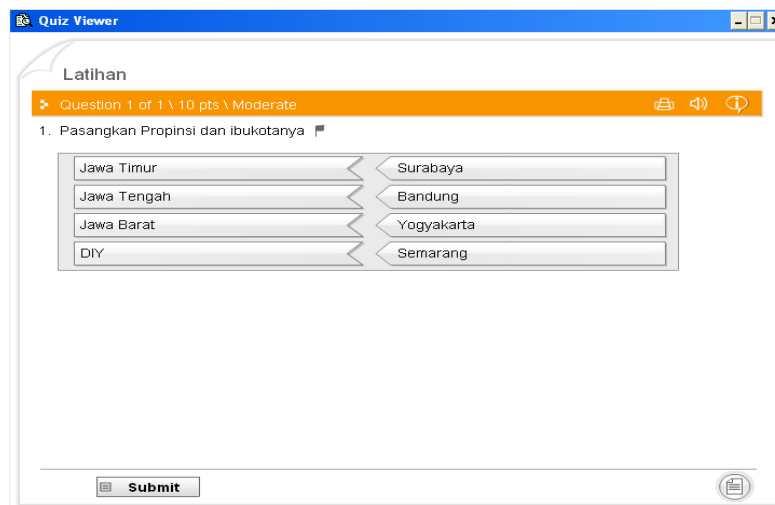 Quiz Viewer
Latihan
Question 1 of 1 \ 10 pts \ Moderate
1. Pasangkan Propinsi dan ibukotanya
Jawa Timur Surabaya
Jawa Tengah Bandung
Jawa Barat Yogyakarta
DIY Semarang
Submit